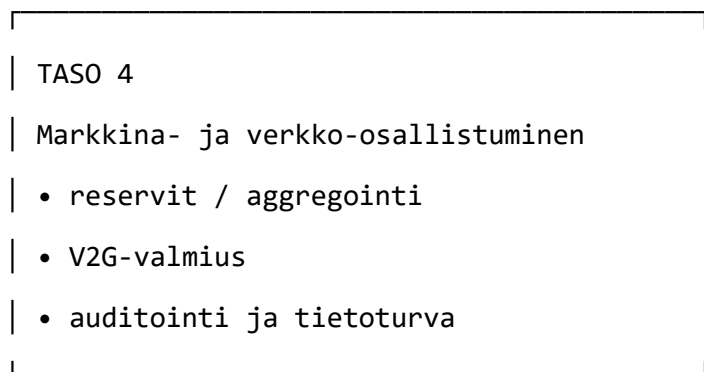 TASO 4
Markkina- ja verkko-osallistuminen
• reservit / aggregointi
• V2G-valmius
• auditointi ja tietoturva